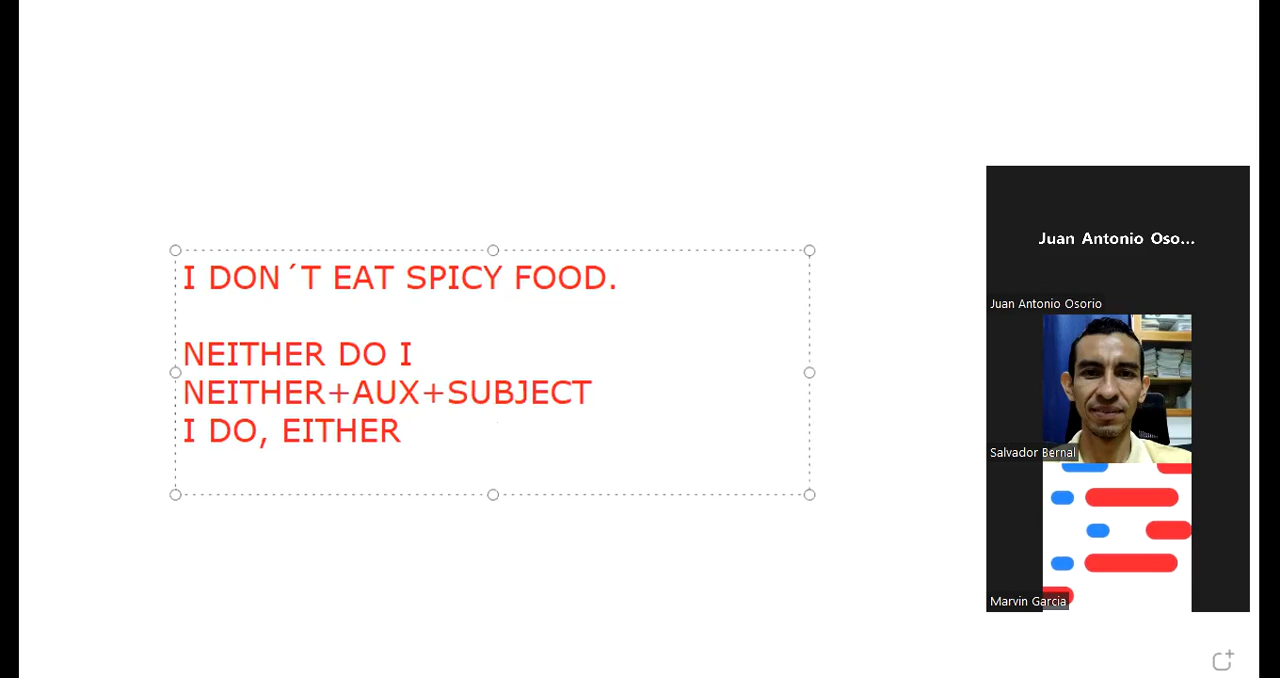 I DON´T EAT SPICY FOOD.
NEITHER DO I
NEITHER+AUX+SUBJECT
I DO, EITHER
Juan Antonio Oso...
Juan Antonio Osorio
Salvador Bernal
Marvin Garcia